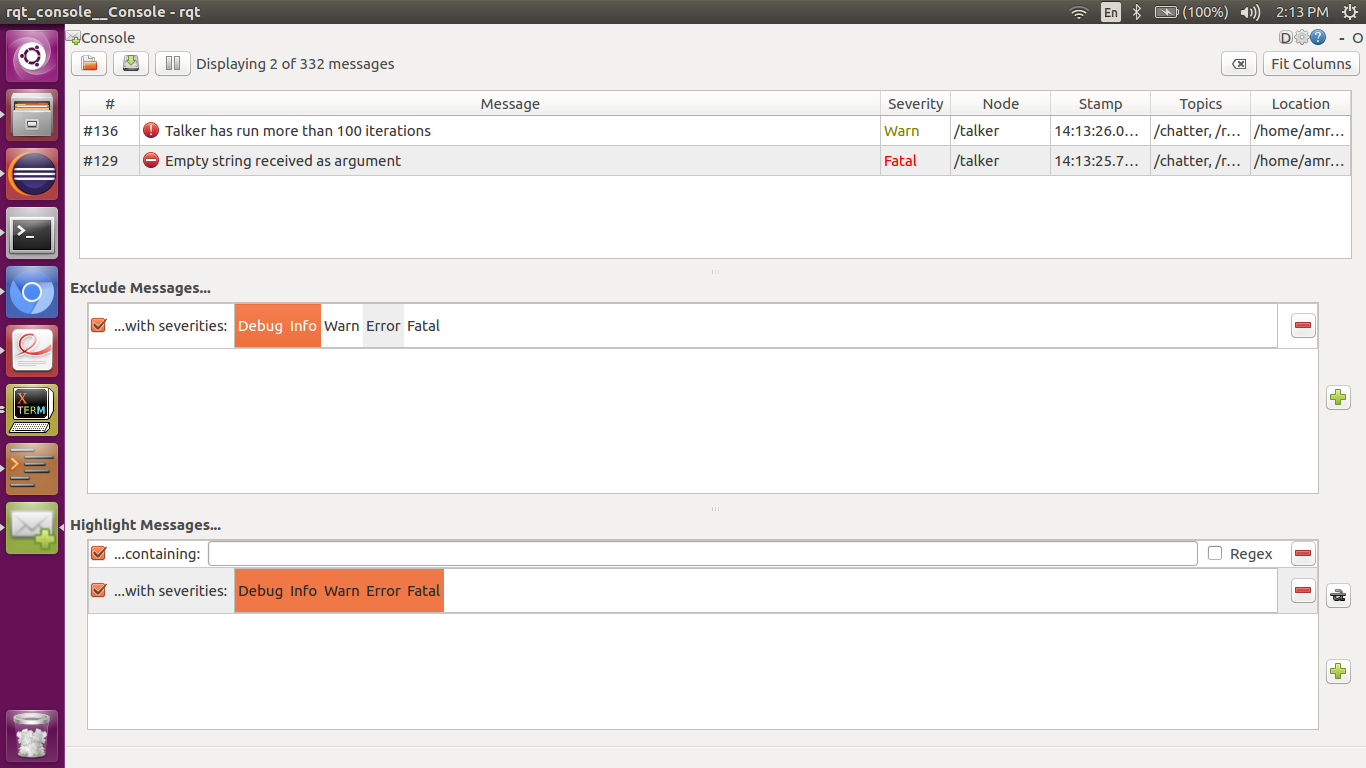 rqt_console__Console - rqt
En (100%) 2:13 PM
Console
D ? - O
Displaying 2 of 332 messages
Fit Columns
# Message Severity Node Stamp Topics Location
#136 Talker has run more than 100 iterations Warn /talker 14:13:26.0... /chatter, /r... /home/amr...
#129 Empty string received as argument Fatal /talker 14:13:25.7... /chatter, /r... /home/amr...
Exclude Messages...
...with severities: Debug Info Warn Error Fatal
X
TERM
Highlight Messages...
...containing: Regex
...with severities: Debug Info Warn Error Fatal